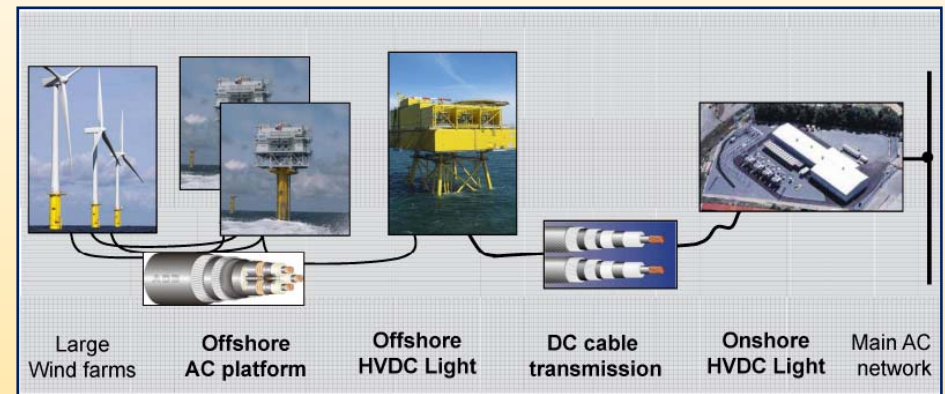 Large
Wind farms
Offshore
AC platform
Offshore
HVDC Light
DC cable
transmission
Onshore
HVDC Light
Main AC
network